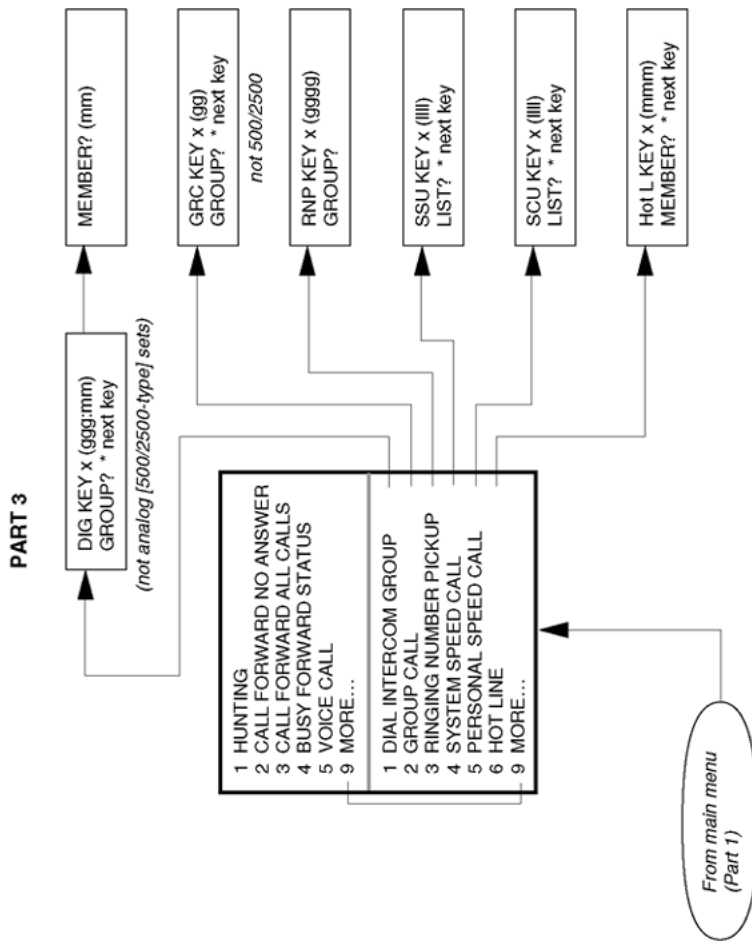 PART 3
DIG KEY x (ggg:mm)
GROUP? * next key
(not analog [500/2500-type] sets)
MEMBER? (mm)
1 HUNTING
2 CALL FORWARD NO ANSWER
3 CALL FORWARD ALL CALLS
4 BUSY FORWARD STATUS
5 VOICE CALL
9 MORE...
1 DIAL INTERCOM GROUP
2 GROUP CALL
3 RINGING NUMBER PICKUP
4 SYSTEM SPEED CALL
5 PERSONAL SPEED CALL
6 HOT LINE
9 MORE...
GRC KEY x (gg)
GROUP? * next key
not 500/2500
RNP KEY x (gggg)
GROUP?
SSU KEY x (llll)
LIST? * next key
SCU KEY x (llll)
LIST? * next key
Hot L KEY x (mmm)
MEMBER? * next key
From main menu
(Part 1)